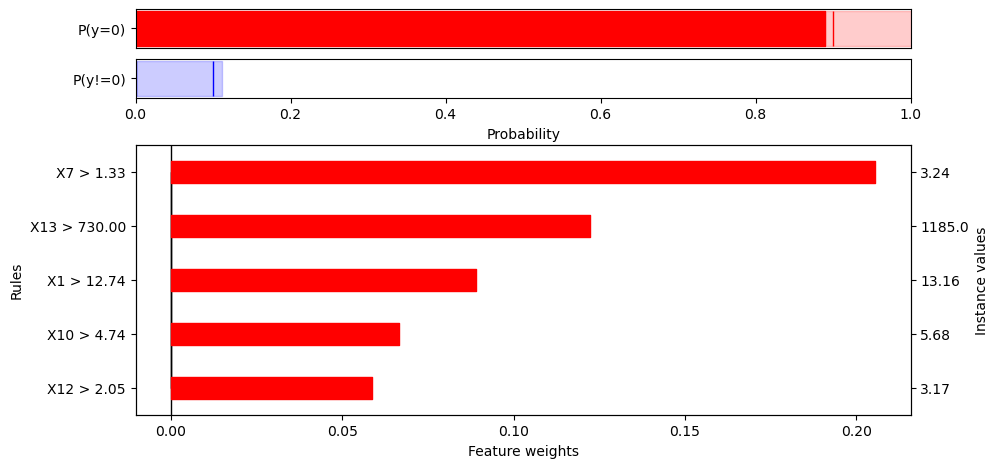 P(y=0)
P(y!=0)
0.0 0.2 0.4 0.6 0.8 1.0
Probability
X7 > 1.33 3.24
X13 > 730.00 1185.0
X1 > 12.74 13.16
X10 > 4.74 5.68
X12 > 2.05 3.17
Rules
Instance values
0.00 0.05 0.10 0.15 0.20
Feature weights